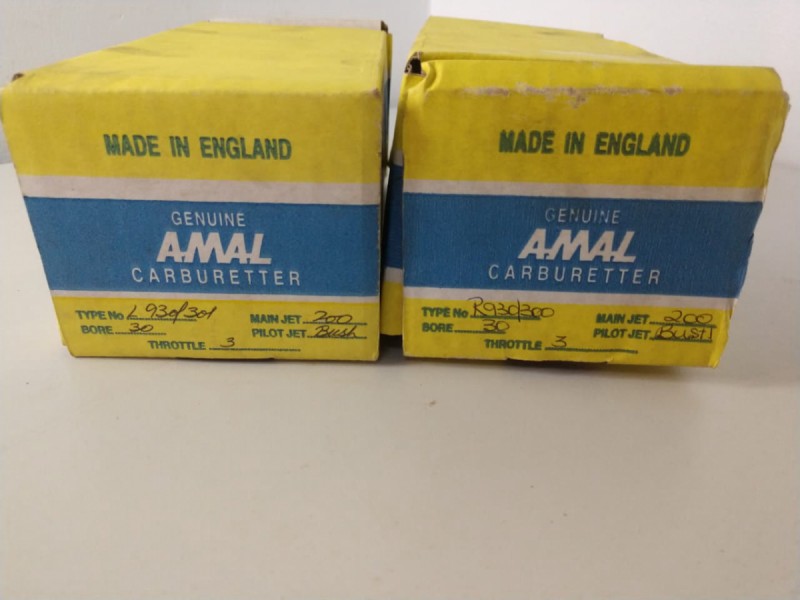 MADE IN ENGLAND
GENUINE
AMAL
CARBURETTER
TYPE No L930/301 MAIN JET 200
BORE 30 PILOT JET Bush
THROTTLE 3
MADE IN ENGLAND
GENUINE
AMAL
CARBURETTER
TYPE No R930/300 MAIN JET 200
BORE 30 PILOT JET
THROTTLE 3